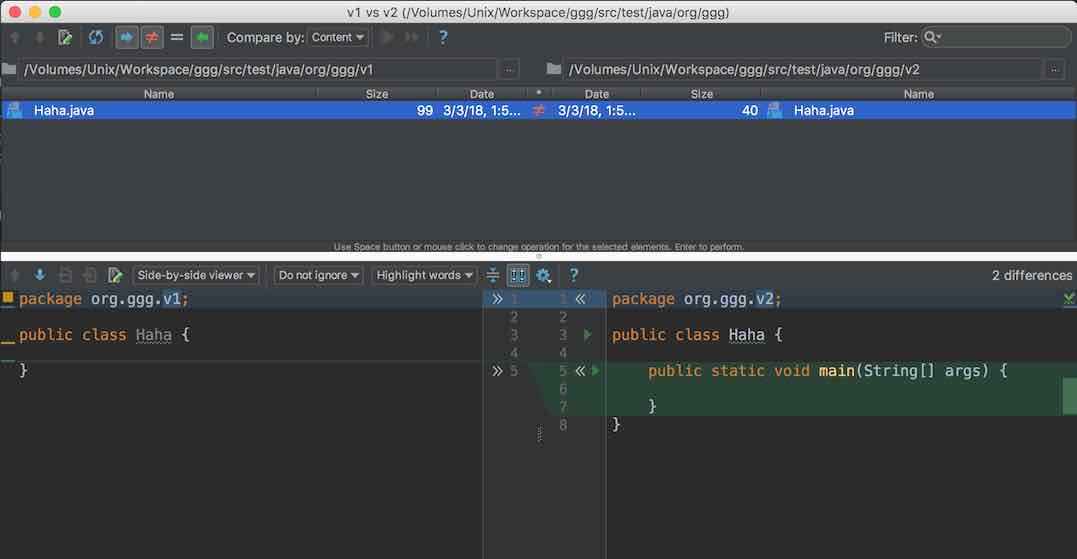 v1 vs v2 (/Volumes/Unix/Workspace/ggg/src/test/java/org/ggg)
Compare by: Content ? Filter:
/Volumes/Unix/Workspace/ggg/src/test/java/org/ggg/v1 ... /Volumes/Unix/Workspace/ggg/src/test/java/org/ggg/v2 ...
Name Size Date * Date Size Name
Haha.java 99 3/3/18, 1:5... ≠ 3/3/18, 1:5... 40 Haha.java
Use Space button or mouse click to change operation for the selected elements. Enter to perform.
Side-by-side viewer Do not ignore Highlight words ? 2 differences
package org.ggg.v1; » 1 1 « package org.ggg.v2;
2 2
public class Haha { 3 3 public class Haha {
4 4
} » 5 5 « public static void main(String[] args) {
6
7 }
8 }